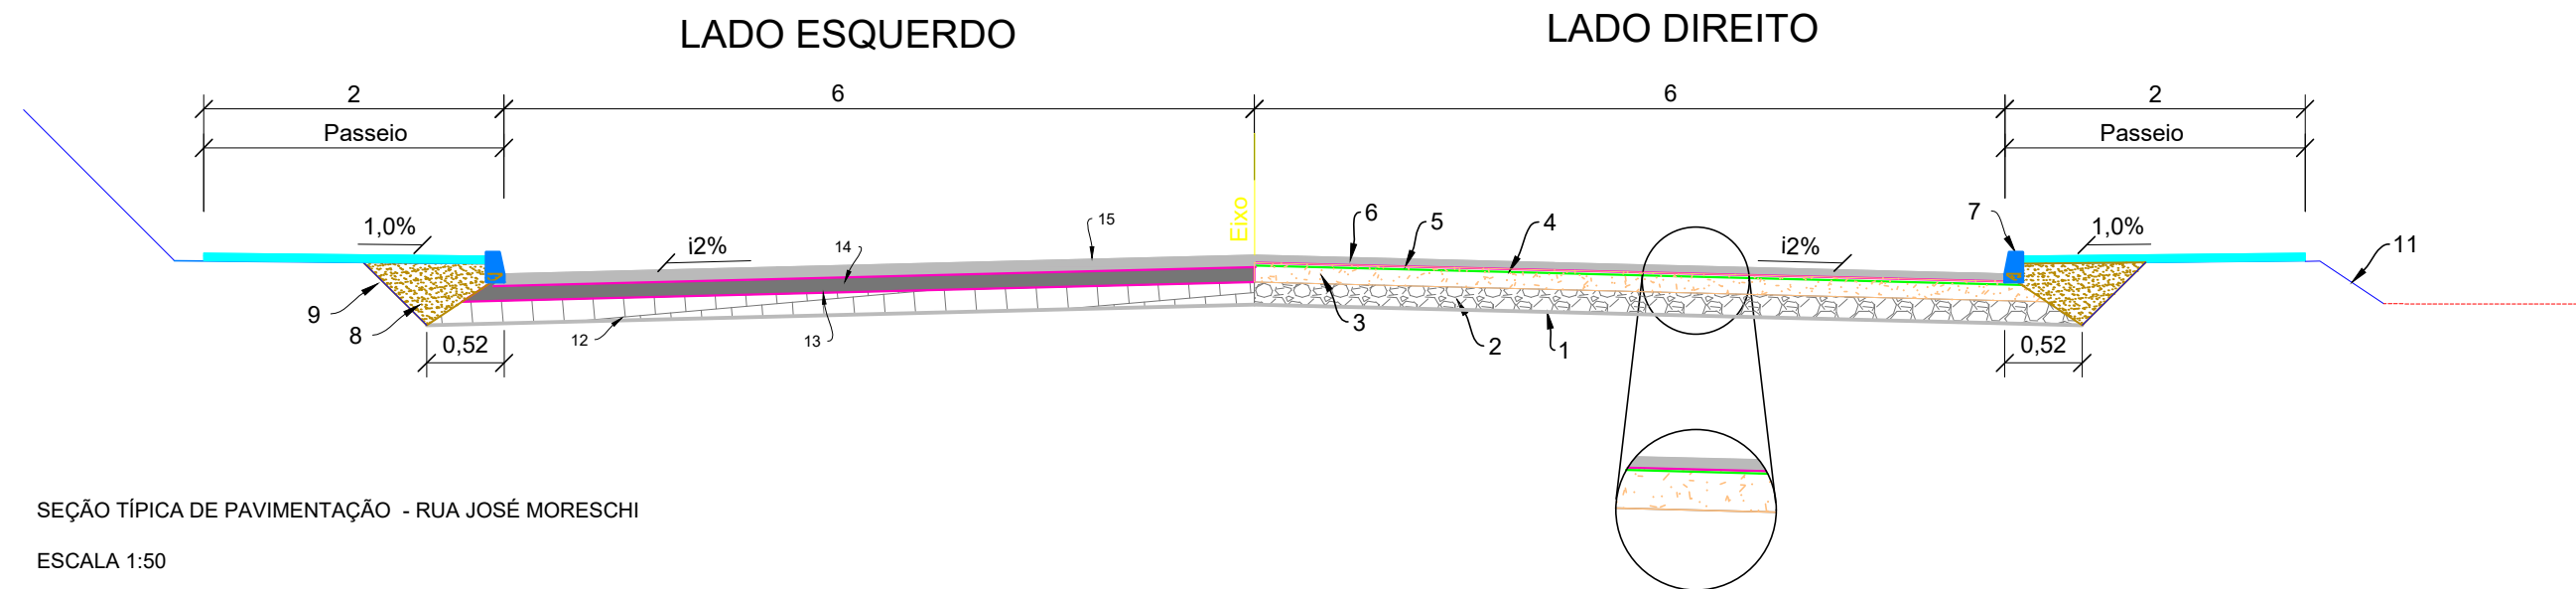 LADO ESQUERDO
LADO DIREITO
2
6
6
2
Passeio
Passeio
1,0%
i2%
14
15
Eixo
6
5
4
i2%
7
1,0%
11
9
8
0,52
12
13
3
2
1
0,52
SEÇÃO TÍPICA DE PAVIMENTAÇÃO - RUA JOSÉ MORESCHI
ESCALA 1:50